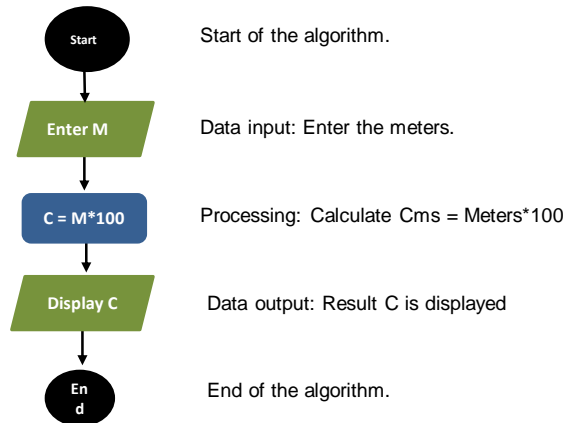 Start
Start of the algorithm.
Enter M
Data input: Enter the meters.
C = M*100
Processing: Calculate Cms = Meters*100
Display C
Data output: Result C is displayed
En
d
End of the algorithm.